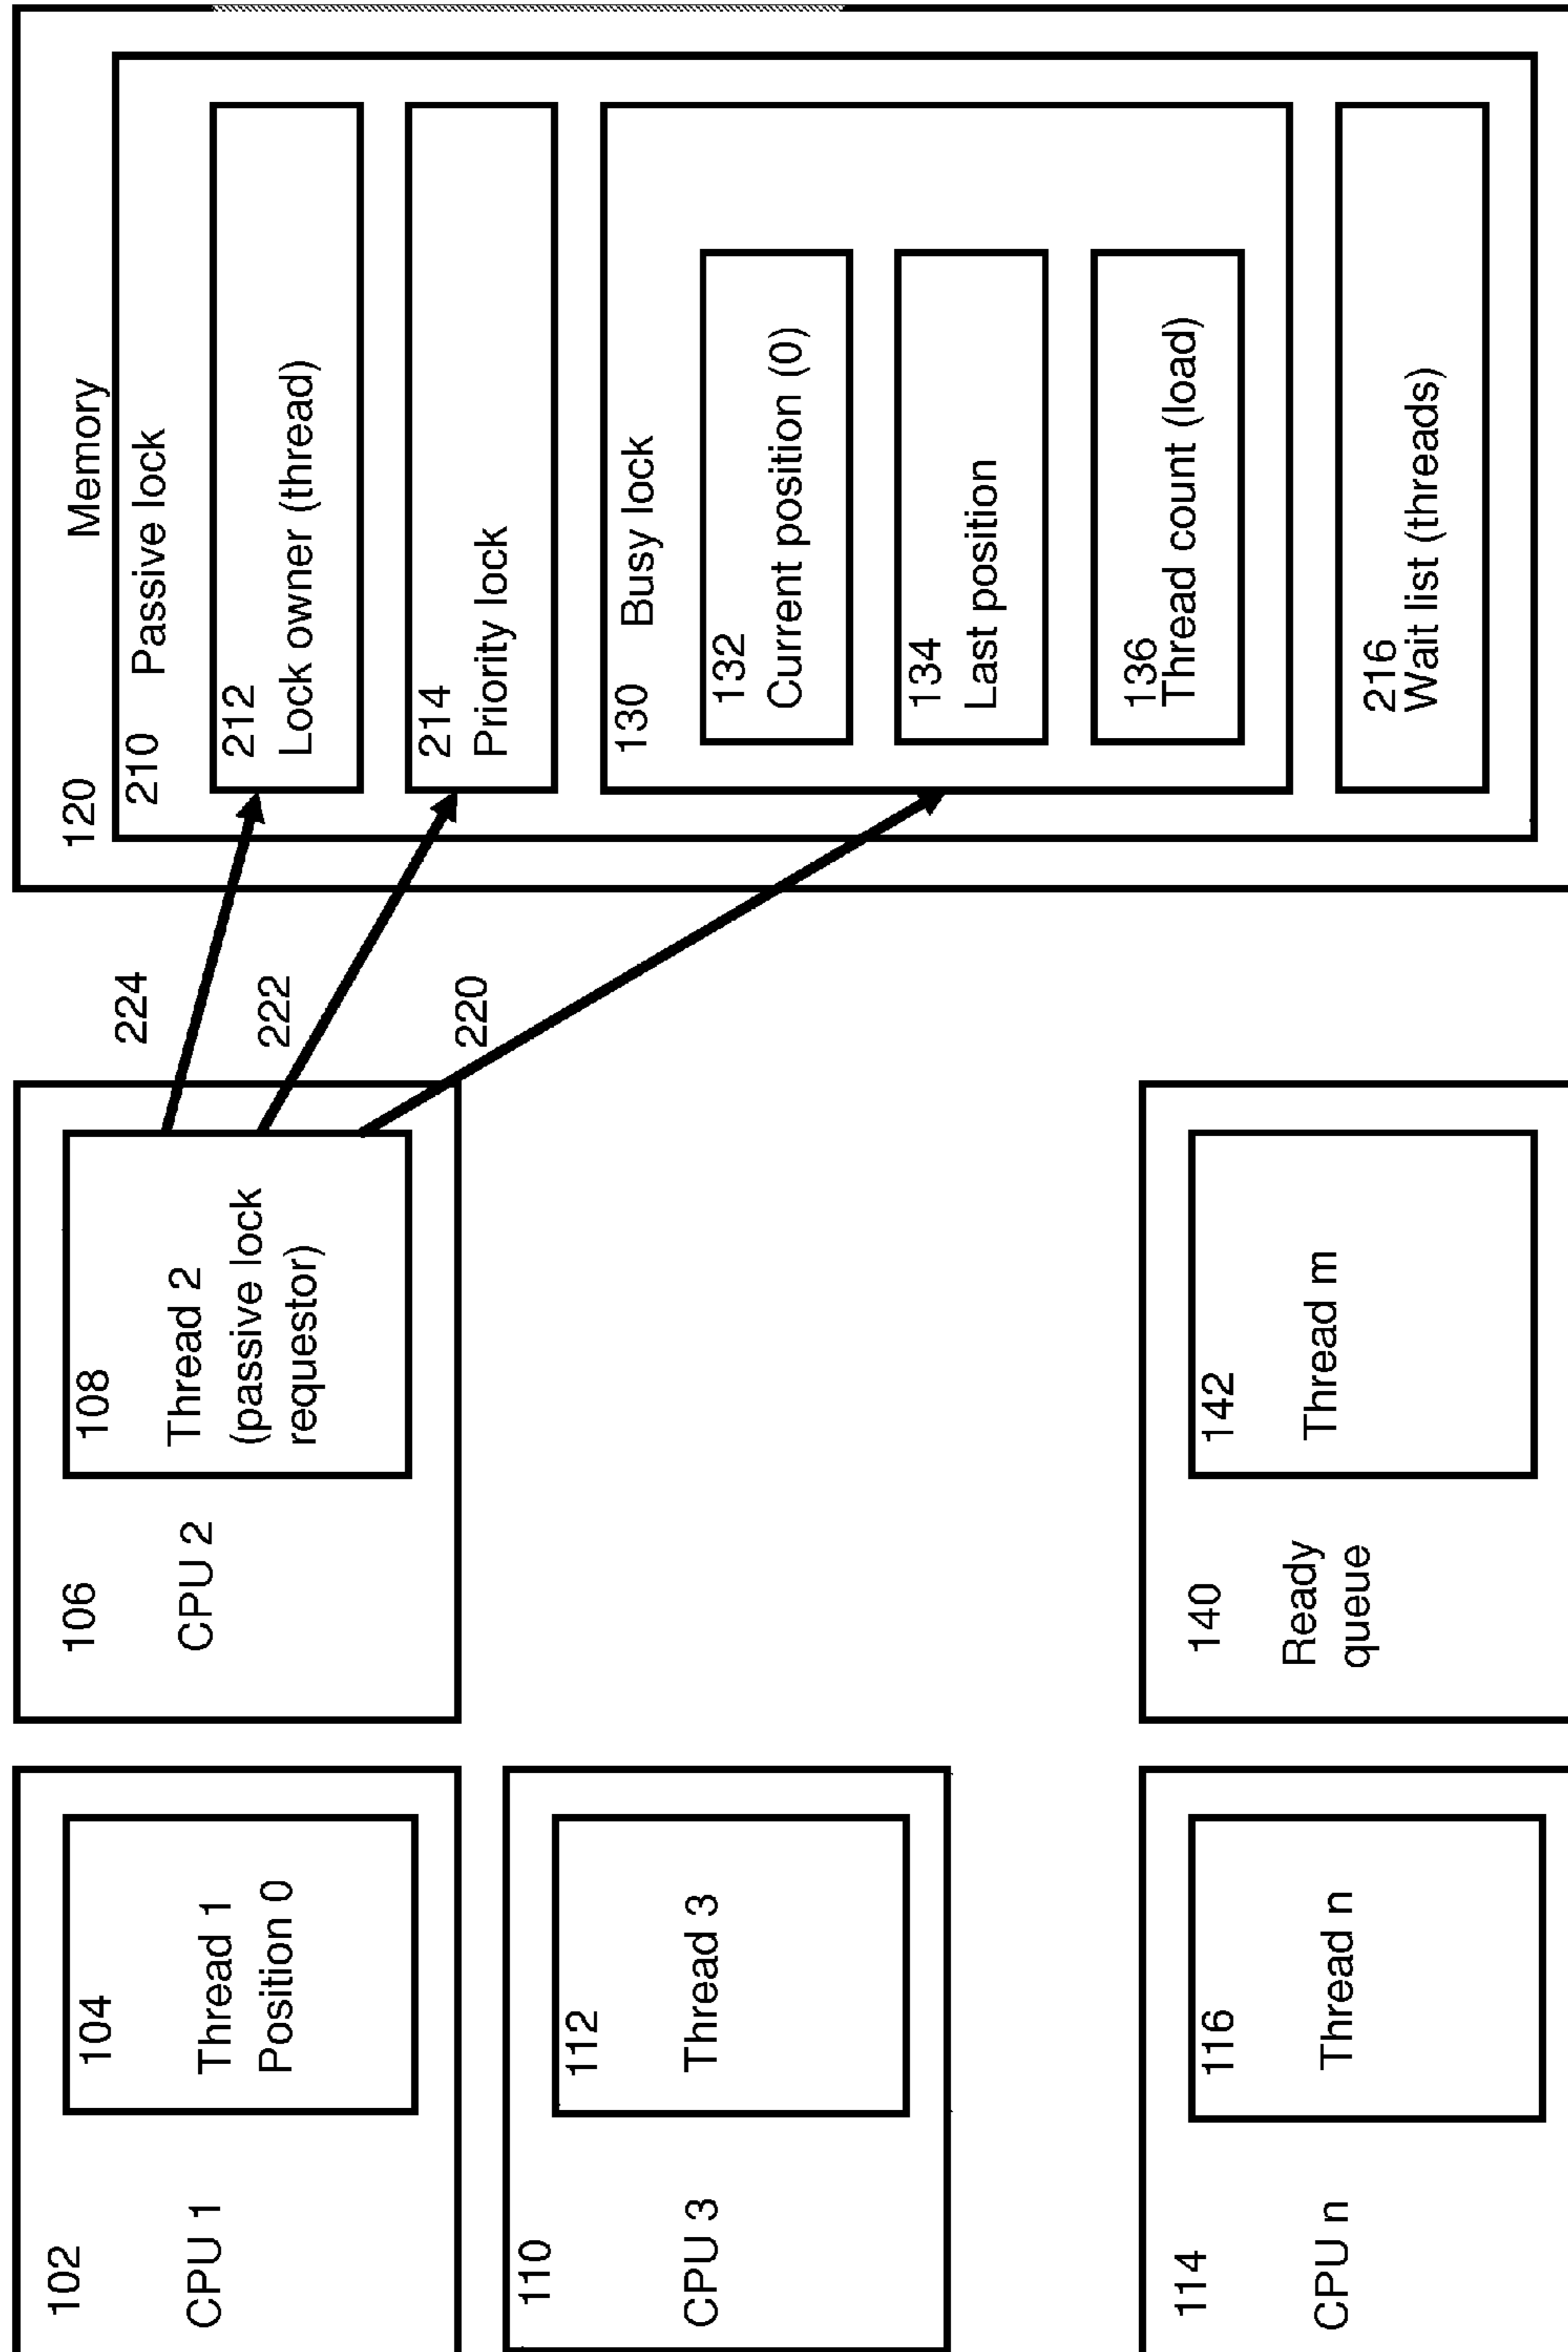 102
CPU 1
104
Thread 1
Position 0
106
CPU 2
108
Thread 2
(passive lock
requestor)
110
CPU 3
112
Thread 3
114
CPU n
116
Thread n
140
Ready
queue
142
Thread m
224
222
220
120
Memory
210
Passive lock
212
Lock owner (thread)
214
Priority lock
130
Busy lock
132
Current position (0)
134
Last position
136
Thread count (load)
216
Wait list (threads)